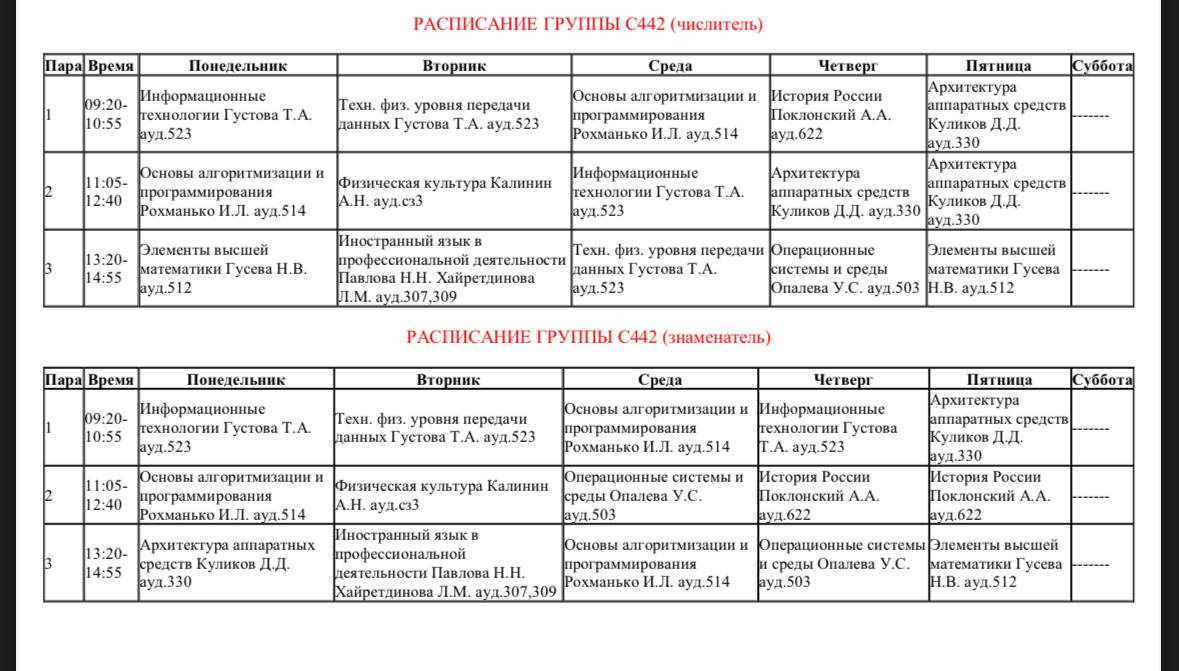 РАСПИСАНИЕ ГРУППЫ С442 (числитель)
Пара Время Понедельник Вторник Среда Четверг Пятница Суббота
1
09:20-
10:55
Информационные
технологии Густова Т.А.
ауд.523
Техн. физ. уровня передачи
данных Густова Т.А. ауд.523
Основы алгоритмизации и
программирования
Рохманько И.Л. ауд.514
История России
Поклонский А.А.
ауд.622
Архитектура
аппаратных средств
Куликов Д.Д.
ауд.330
-------
2
11:05-
12:40
Основы алгоритмизации и
программирования
Рохманько И.Л. ауд.514
Физическая культура Калинин
А.Н. ауд.сз3
Информационные
технологии Густова Т.А.
ауд.523
Архитектура
аппаратных средств
Куликов Д.Д. ауд.330
Архитектура
аппаратных средств
Куликов Д.Д.
ауд.330
-------
3
13:20-
14:55
Элементы высшей
математики Гусева Н.В.
ауд.512
Иностранный язык в
профессиональной деятельности
Павлова Н.Н. Хайретдинова
Л.М. ауд.307,309
Техн. физ. уровня передачи
данных Густова Т.А.
ауд.523
Операционные
системы и среды
Опалева У.С. ауд.503
Элементы высшей
математики Гусева
Н.В. ауд.512
-------
РАСПИСАНИЕ ГРУППЫ С442 (знаменатель)
Пара Время Понедельник Вторник Среда Четверг Пятница Суббота
1
09:20-
10:55
Информационные
технологии Густова Т.А.
ауд.523
Техн. физ. уровня передачи
данных Густова Т.А. ауд.523
Основы алгоритмизации и
программирования
Рохманько И.Л. ауд.514
Информационные
технологии Густова
Т.А. ауд.523
Архитектура
аппаратных средств
Куликов Д.Д.
ауд.330
-------
2
11:05-
12:40
Основы алгоритмизации и
программирования
Рохманько И.Л. ауд.514
Физическая культура Калинин
А.Н. ауд.сз3
Операционные системы и
среды Опалева У.С.
ауд.503
История России
Поклонский А.А.
ауд.622
История России
Поклонский А.А.
ауд.622
-------
3
13:20-
14:55
Архитектура аппаратных
средств Куликов Д.Д.
ауд.330
Иностранный язык в
профессиональной
деятельности Павлова Н.Н.
Хайретдинова Л.М. ауд.307,309
Основы алгоритмизации и
программирования
Рохманько И.Л. ауд.514
Операционные системы
и среды Опалева У.С.
ауд.503
Элементы высшей
математики Гусева
Н.В. ауд.512
-------